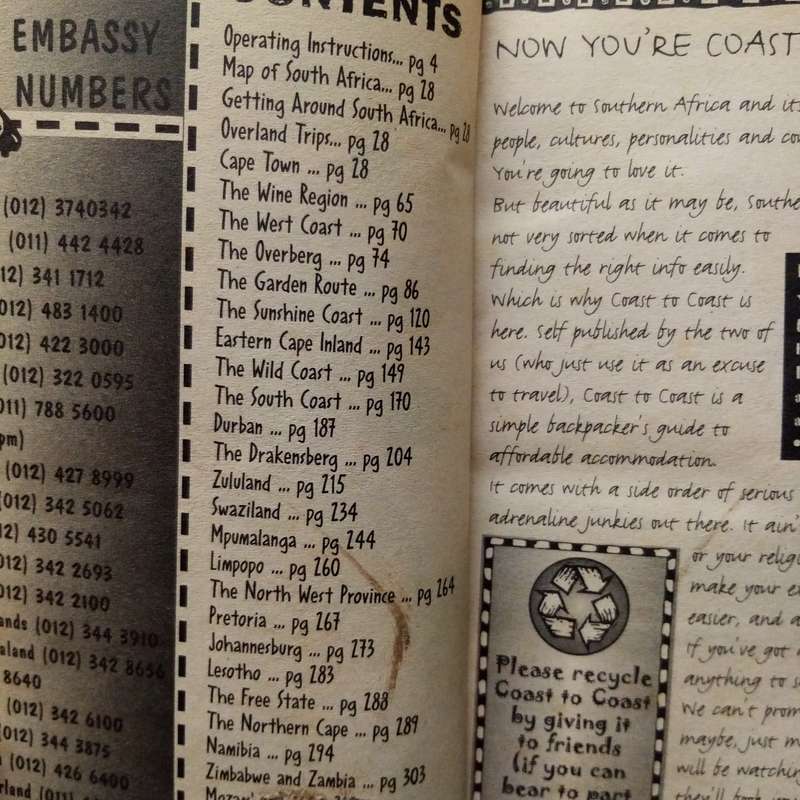 EMBASSY
NUMBERS
(012) 3740342
(011) 442 4428
12) 341 1712
012) 483 1400
012) 422 3000
(012) 322 0595
011) 788 5600
pm)
(012) 427 8999
(012) 342 5062
12) 430 5541
012) 342 2693
012) 342 2100
ands (012) 344 3910
aland (012) 342 8656
8640
(012) 342 6100
012) 344 3875
(012) 426 6400
erland (011)
CONTENTS
Operating Instructions... pg 4
Map of South Africa... pg 28
Getting Around South Africa... pg 28
Overland Trips... pg 28
Cape Town ... pg 28
The Wine Region ... pg 65
The West Coast ... pg 70
The Overberg ... pg 74
The Garden Route ... pg 86
The Sunshine Coast ... pg 120
Eastern Cape Inland ... pg 143
The Wild Coast ... pg 149
The South Coast ... pg 170
Durban ... pg 187
The Drakensberg ... pg 204
Zululand ... pg 215
Swaziland ... pg 234
Mpumalanga ... pg 244
Limpopo ... pg 260
The North West Province ... pg 264
Pretoria ... pg 267
Johannesburg ... pg 273
Lesotho ... pg 283
The Free State ... pg 288
The Northern Cape ... pg 289
Namibia ... pg 294
Zimbabwe and Zambia ... pg 303
NOW YOU'RE COAST
Welcome to Southern Africa and it
people, cultures, personalities and co
You're going to love it.
But beautiful as it may be, Southe
not very sorted when it comes to
finding the right info easily.
Which is why Coast to Coast is
here. Self published by the two of
us (who just use it as an excuse
to travel), Coast to Coast is a
simple backpacker's guide to
affordable accommodation.
It comes with a side order of serious
adrenaline junkies out there. It ain'
or your relig
make your e
easier, and a
If you've got
anything to s
We can't prom
maybe, just m
will be watchin
they'll
Please recycle
Coast to Coast
by giving it
to friends
(if you can
bear to part